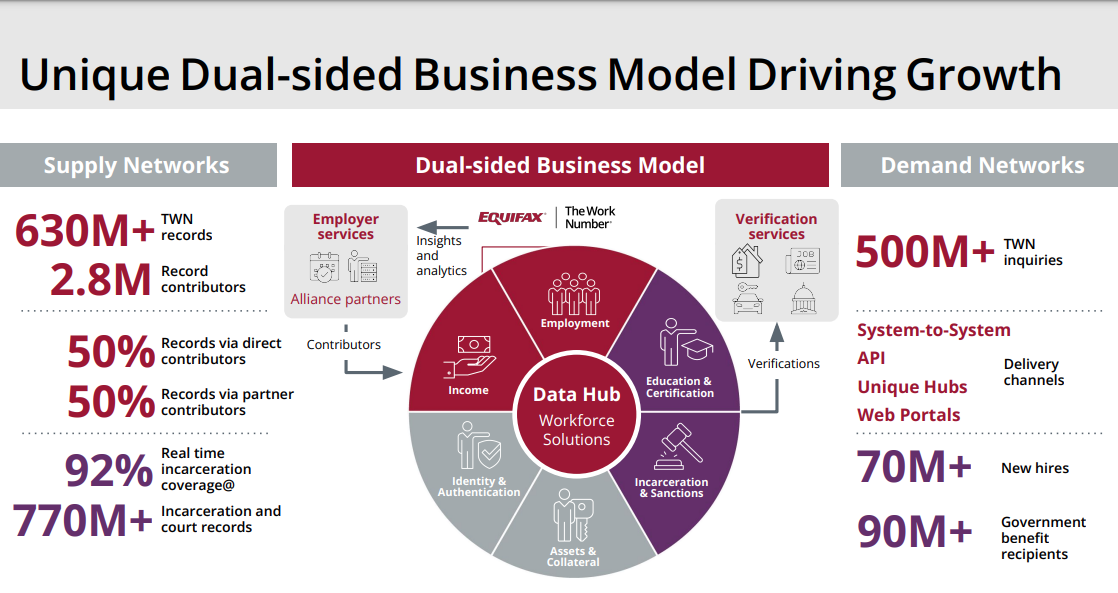 Unique Dual-sided Business Model Driving Growth
Supply Networks
630M+
TWN
records
2.8M
Record
contributors
50%
Records via direct
contributors
50%
Records via partner
contributors
92%
Real time
incarceration
coverage@
770M+
Incarceration and
court records
Dual-sided Business Model
Employer
services
Alliance partners
Contributors
Insights
and
analytics
EQUIFAX
The Work
Number
Verification
services
Verifications
Employment
Income
Education &
Certification
Data Hub
Workforce
Solutions
Identity &
Authentication
Incarceration
& Sanctions
Assets &
Collateral
Demand Networks
500M+
TWN
inquiries
System-to-System
API
Unique Hubs
Web Portals
Delivery
channels
70M+
New hires
90M+
Government
benefit
recipients